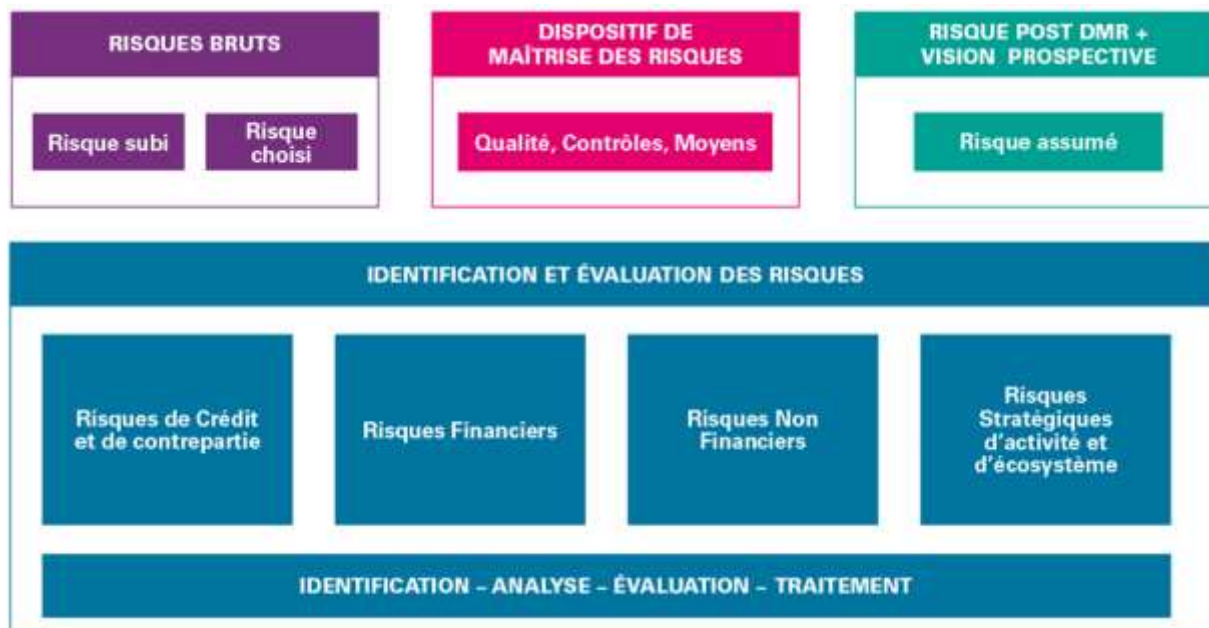 RISQUES BRUTS
Risque subi
Risque
choisi
DISPOSITIF DE
MAÎTRISE DES RISQUES
Qualité, Contrôles, Moyens
RISQUE POST DMR +
VISION PROSPECTIVE
Risque assumé
IDENTIFICATION ET ÉVALUATION DES RISQUES
Risques de Crédit
et de contrepartie
Risques Financiers
Risques Non
Financiers
Risques
Stratégiques
d’activité et
d’écosystème
IDENTIFICATION – ANALYSE – ÉVALUATION – TRAITEMENT